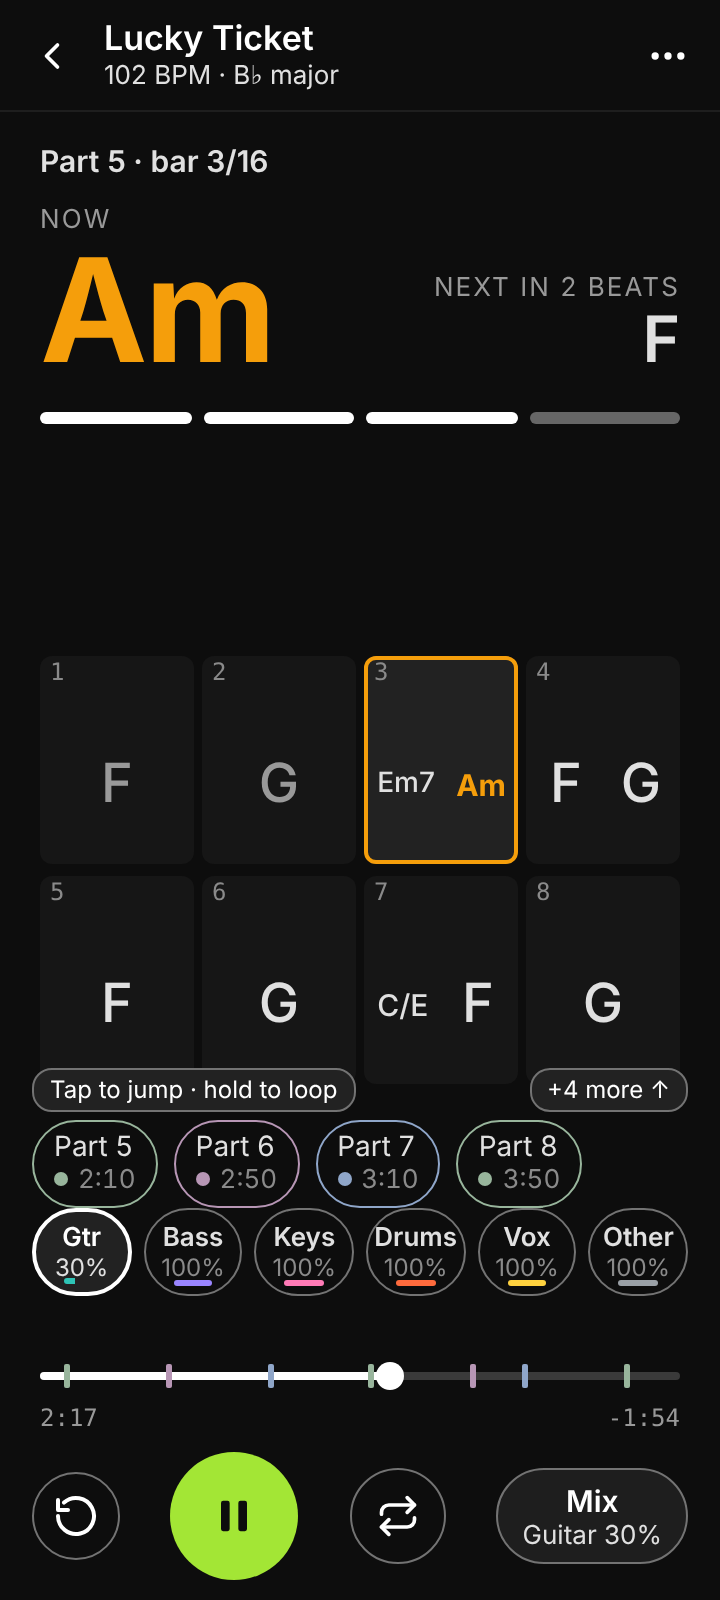 Lucky Ticket
102 BPM · B♭ major
Part 5 · bar 3/16
NOW
Am
NEXT IN 2 BEATS
F
1 2 3 4
F G Em7 Am F G
5 6 7 8
F G C/E F G
Tap to jump · hold to loop +4 more ↑
Part 5 Part 6 Part 7 Part 8
2:10 2:50 3:10 3:50
Gtr Bass Keys Drums Vox Other
30% 100% 100% 100% 100% 100%
2:17 -1:54
Mix
Guitar 30%